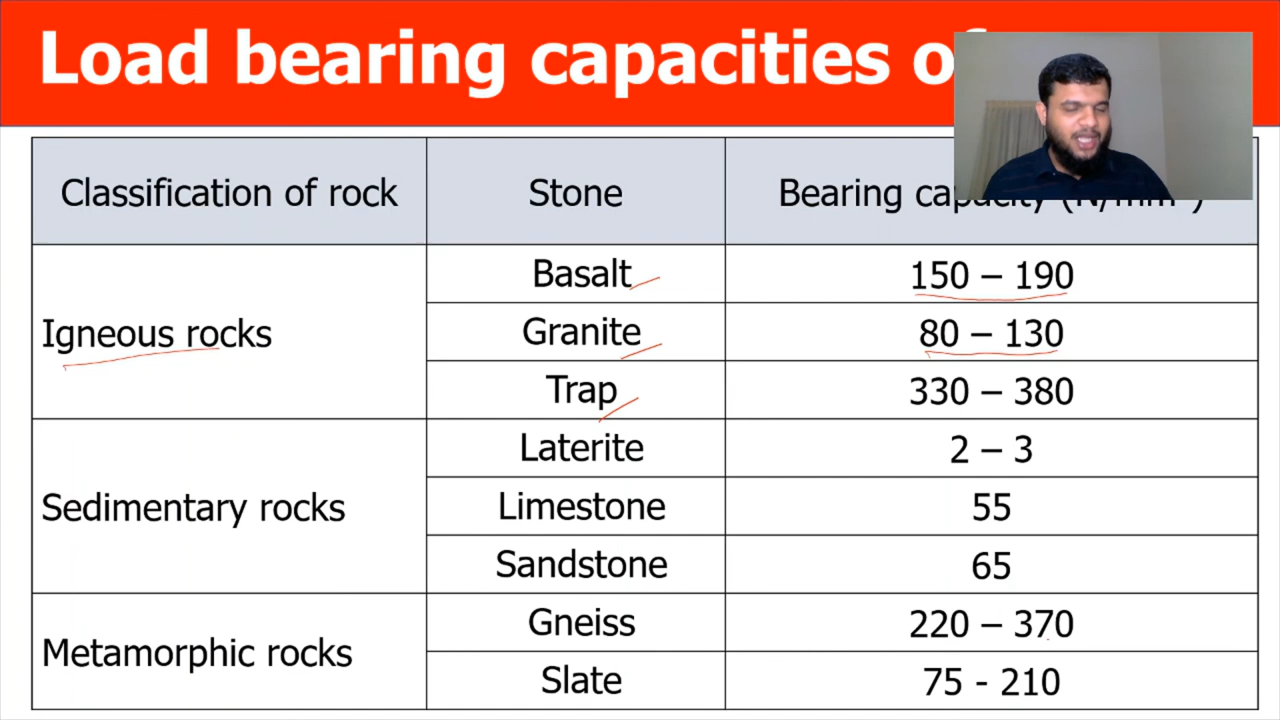 Load bearing capacities of
Classification of rock Stone Bearing capacity (N/mm
Igneous rocks
Basalt 150 – 190
Granite 80 – 130
Trap 330 – 380
Sedimentary rocks
Laterite 2 – 3
Limestone 55
Sandstone 65
Metamorphic rocks
Gneiss 220 – 370
Slate 75 - 210